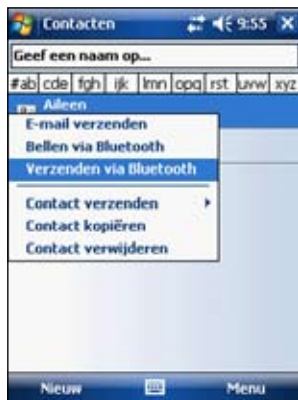 Contacten 9:55
Geef een naam op...
#ab cde fgh ijk lmn opq rst uvw xyz
Aileen
E-mail verzenden
Bellen via Bluetooth
Verzenden via Bluetooth
Contact verzenden
Contact kopiëren
Contact verwijderen
Nieuw Menu